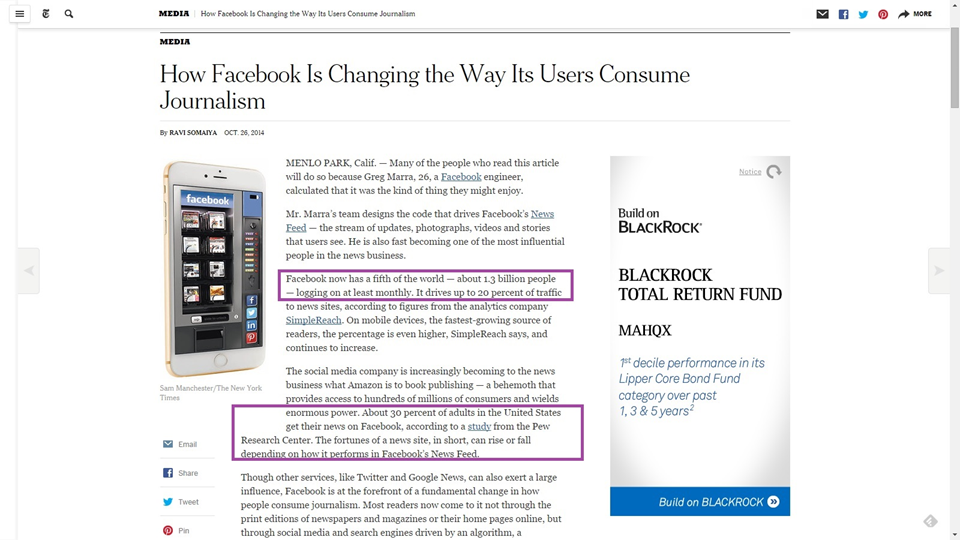 MEDIA | How Facebook Is Changing the Way Its Users Consume Journalism
MORE
MEDIA
How Facebook Is Changing the Way Its Users Consume
Journalism
By RAVI SOMAIYA OCT. 26, 2014
facebook
Sam Manchester/The New York
Times
Email
Share
Tweet
Pin
MENLO PARK, Calif. — Many of the people who read this article
will do so because Greg Marra, 26, a Facebook engineer,
calculated that it was the kind of thing they might enjoy.
Mr. Marra's team designs the code that drives Facebook's News
Feed — the stream of updates, photographs, videos and stories
that users see. He is also fast becoming one of the most influential
people in the news business.
Facebook now has a fifth of the world — about 1.3 billion people
— logging on at least monthly. It drives up to 20 percent of traffic
to news sites, according to figures from the analytics company
SimpleReach. On mobile devices, the fastest-growing source of
readers, the percentage is even higher, SimpleReach says, and
continues to increase.
The social media company is increasingly becoming to the news
business what Amazon is to book publishing — a behemoth that
provides access to hundreds of millions of consumers and wields
enormous power. About 30 percent of adults in the United States
get their news on Facebook, according to a study from the Pew
Research Center. The fortunes of a news site, in short, can rise or fall
depending on how it performs in Facebook's News Feed.
Though other services, like Twitter and Google News, can also exert a large
influence, Facebook is at the forefront of a fundamental change in how
people consume journalism. Most readers now come to it not through the
print editions of newspapers and magazines or their home pages online, but
through social media and search engines driven by an algorithm, a
Notice
Build on
BLACKROCK®
BLACKROCK
TOTAL RETURN FUND
MAHQX
1st decile performance in its
Lipper Core Bond Fund
category over past
1, 3 & 5 years2
Build on BLACKROCK